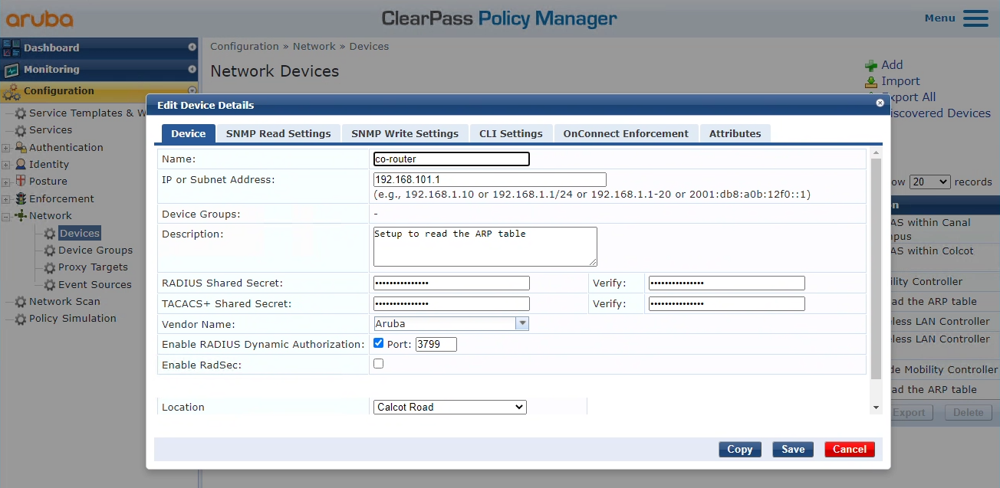 aruba
ClearPass Policy Manager
Menu
Dashboard
Monitoring
Configuration
Service Templates & W
Services
Authentication
Identity
Posture
Enforcement
Network
Devices
Device Groups
Proxy Targets
Event Sources
Network Scan
Policy Simulation
Configuration » Network » Devices
Network Devices
Add
Import
Export All
iscovered Devices
Edit Device Details
Device SNMP Read Settings SNMP Write Settings CLI Settings OnConnect Enforcement Attributes
Name: co-router
IP or Subnet Address: 192.168.101.1
(e.g., 192.168.1.10 or 192.168.1.1/24 or 192.168.1.1-20 or 2001:db8:a0b:12f0::1)
Device Groups: -
Description: Setup to read the ARP table
RADIUS Shared Secret: ••••••••••••••• Verify: •••••••••••••••
TACACS+ Shared Secret: ••••••••••••••• Verify: •••••••••••••••
Vendor Name: Aruba
Enable RADIUS Dynamic Authorization: Port: 3799
Enable RadSec:
Location Calcot Road
Copy Save Cancel
ow 20 records
n
AS within Canal
pus
AS within Colcot
ility Controller
ad the ARP table
less LAN Controller
less LAN Controller
de Mobility Controller
ad the ARP table
Export Delete